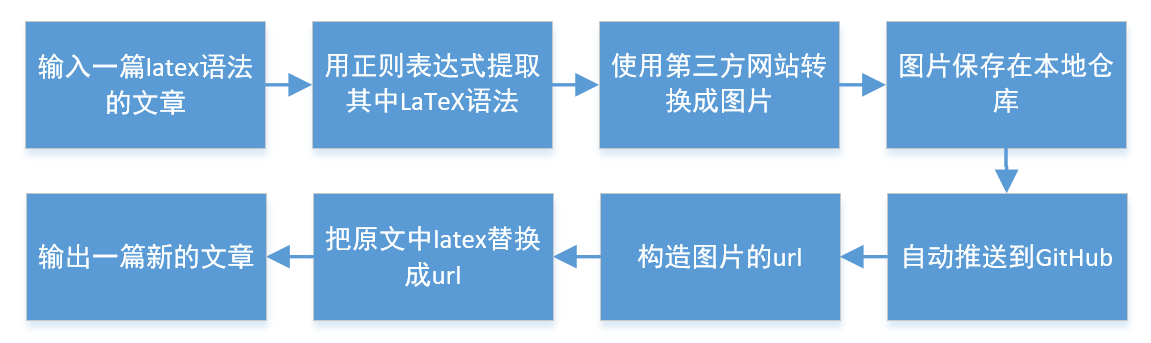 输入一篇latex语法
的文章
用正则表达式提取
其中LaTeX语法
使用第三方网站转
换成图片
图片保存在本地仓
库
自动推送到GitHub
构造图片的url
把原文中latex替换
成url
输出一篇新的文章